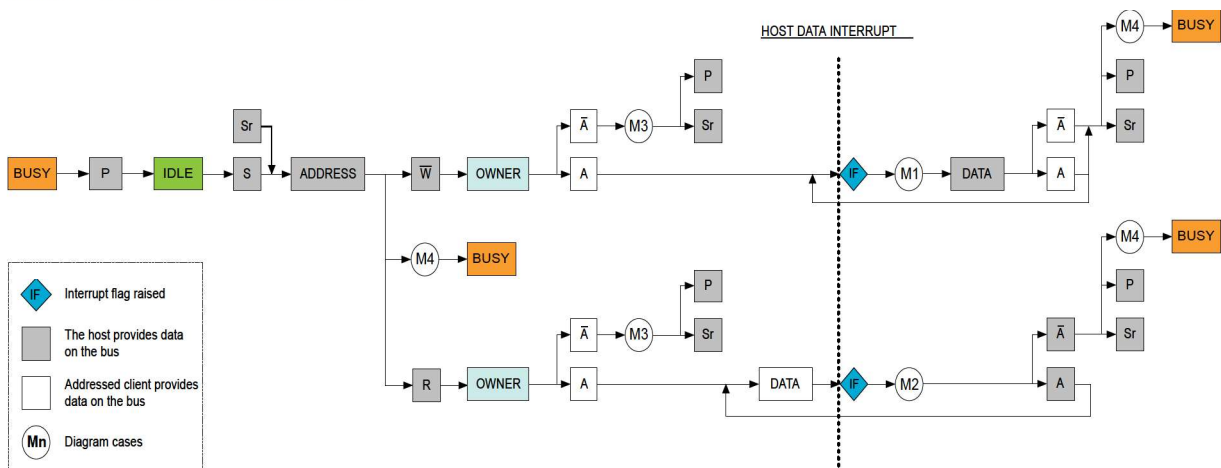 HOST DATA INTERRUPT
M4 BUSY
P P
Sr A̅ M3 Sr A̅ Sr
BUSY P IDLE S ADDRESS W̅ OWNER A IF M1 DATA A
M4 BUSY
M4 BUSY
P P
A̅ M3 Sr A̅ Sr
R OWNER A DATA IF M2 A
IF Interrupt flag raised
The host provides data
on the bus
Addressed client provides
data on the bus
Mn Diagram cases